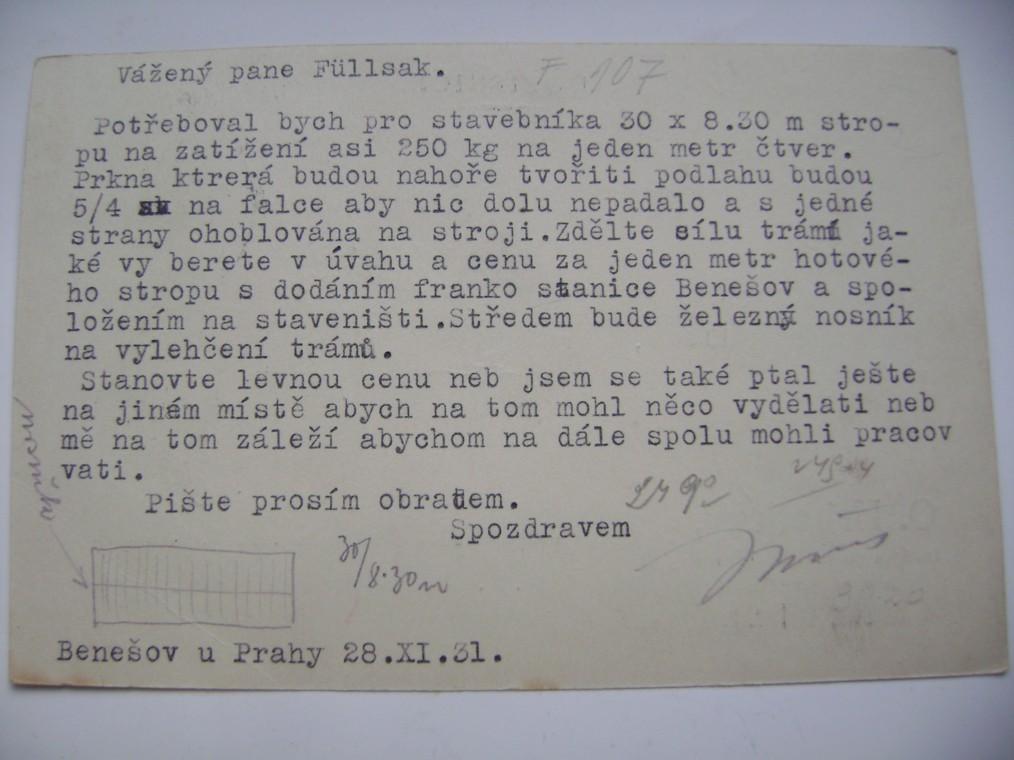 Vážený pane Füllsak. F 107
Potřeboval bych pro stavebníka 30 x 8.30 m stro-
pu na zatížení asi 250 kg na jeden metr čtver.
Prkna ktrerá budou nahoře tvořiti podlahu budou
5/4 na falce aby nic dolu nepadalo a s jedné
strany ohoblována na stroji.Zdělte sílu trámů ja-
ké vy berete v úvahu a cenu za jeden metr hotové-
ho stropu s dodáním franko stanice Benešov a spo-
ložením na staveništi.Středem bude železný nosník
na vylehčení trámů.
Stanovte levnou cenu neb jsem se také ptal ješte
na jiném místě abych na tom mohl něco vydělati neb
mě na tom záleží abychom na dále spolu mohli pracov
vati.
Pište prosím obratem.
Spozdravem
30/8.30 m
Benešov u Prahy 28.XI.31.